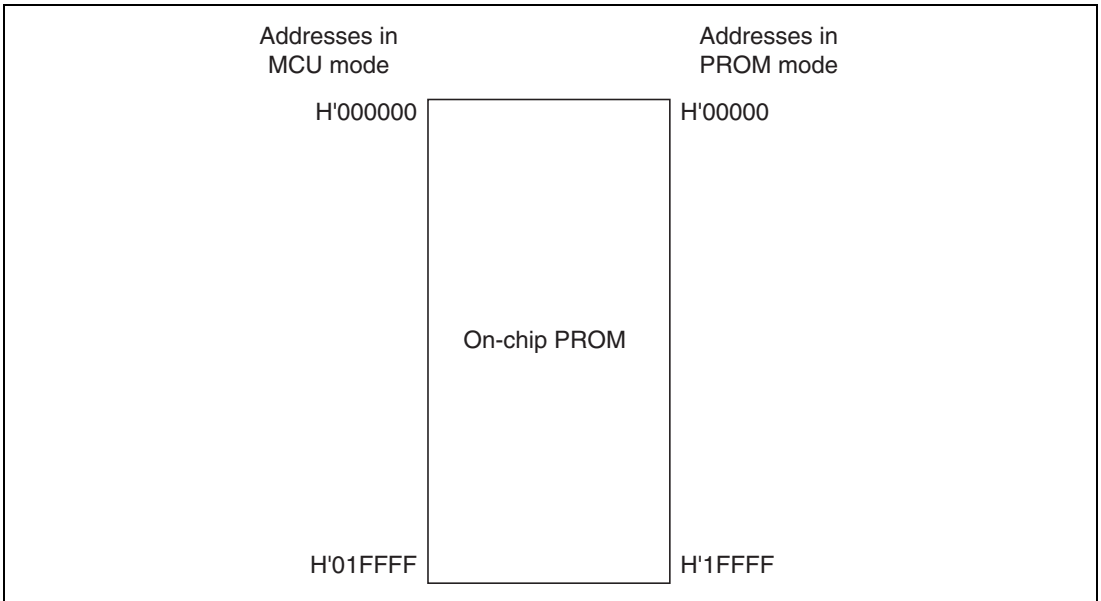 Addresses in
MCU mode
Addresses in
PROM mode
H'000000
H'00000
On-chip PROM
H'01FFFF
H'1FFFF